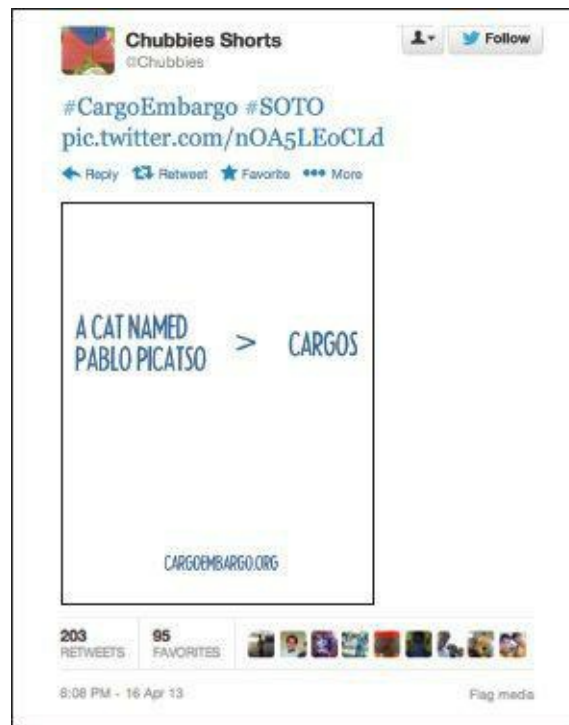 Chubbies Shorts
@Chubbies
Follow
#CargoEmbargo #SOTO
pic.twitter.com/nOA5LEoCLd
Reply Retweet Favorite More
A CAT NAMED
PABLO PICATSO > CARGOS
CARGOEMBARGO.ORG
203 95
RETWEETS FAVORITES
6:08 PM - 16 Apr 13 Flag media